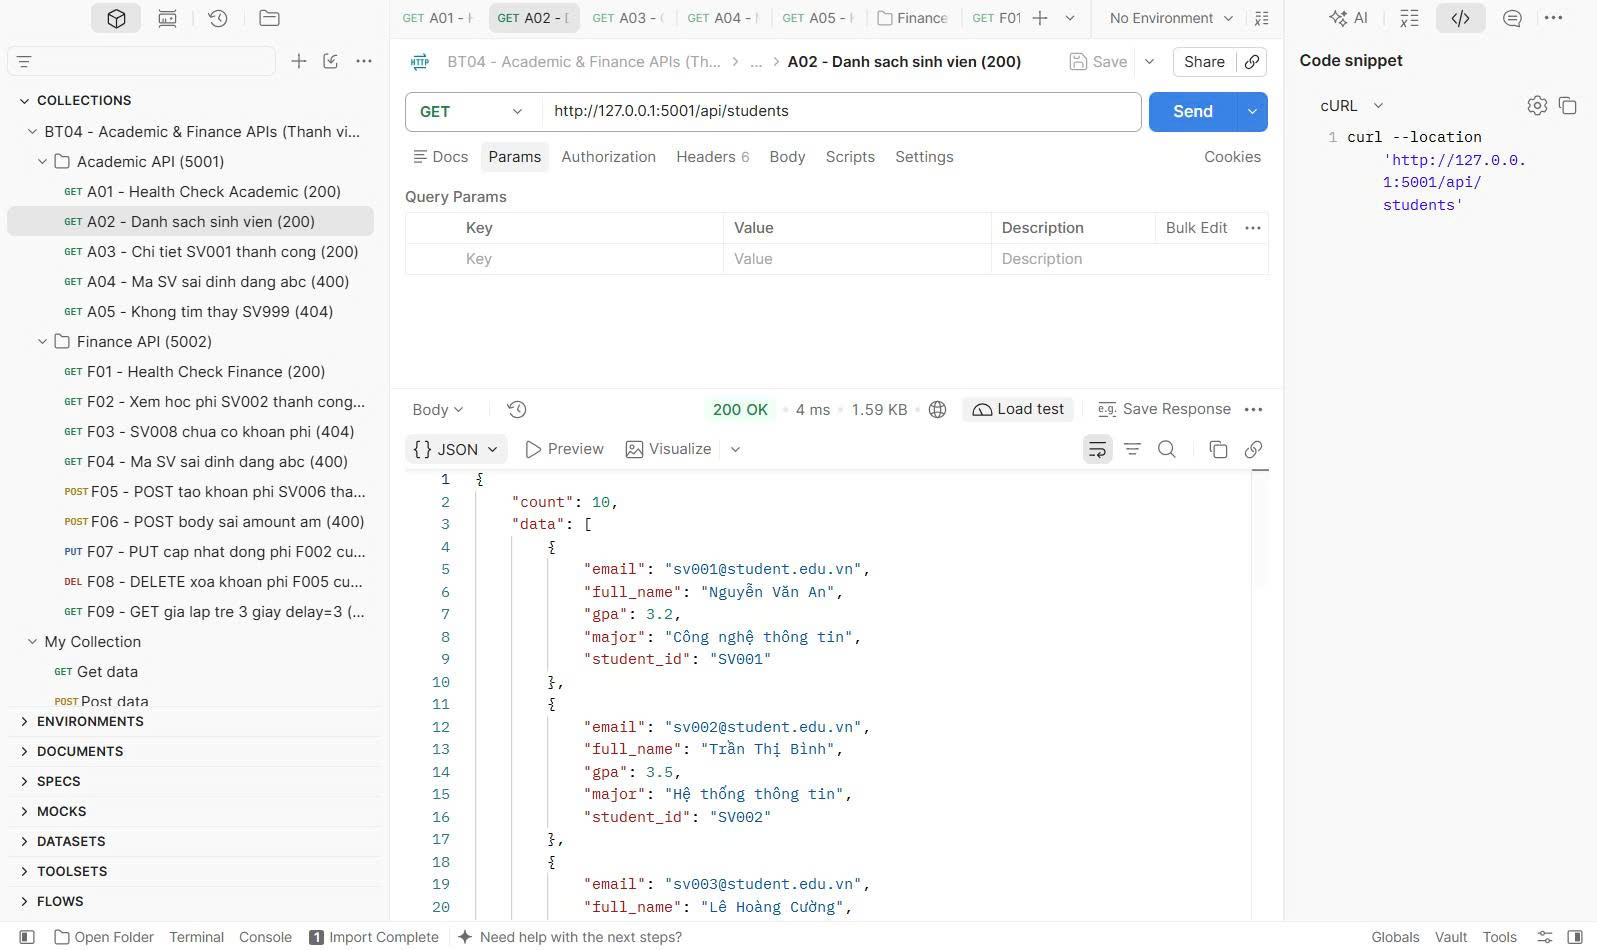 GET A01 -
GET A02 -
GET A03 -
GET A04 -
GET A05 -
Finance
GET F01
No Environment
AI
BT04 - Academic & Finance APIs (Th... > ... > A02 - Danh sach sinh vien (200)
Save
Share
Code snippet
COLLECTIONS
BT04 - Academic & Finance APIs (Thanh vi...
Academic API (5001)
GET A01 - Health Check Academic (200)
GET A02 - Danh sach sinh vien (200)
GET A03 - Chi tiet SV001 thanh cong (200)
GET A04 - Ma SV sai dinh dang abc (400)
GET A05 - Khong tim thay SV999 (404)
Finance API (5002)
GET F01 - Health Check Finance (200)
GET F02 - Xem hoc phi SV002 thanh cong...
GET F03 - SV008 chua co khoan phi (404)
GET F04 - Ma SV sai dinh dang abc (400)
POST F05 - POST tao khoan phi SV006 tha...
POST F06 - POST body sai amount am (400)
PUT F07 - PUT cap nhat dong phi F002 cu...
DEL F08 - DELETE xoa khoan phi F005 cu...
GET F09 - GET gia lap tre 3 giay delay=3 (...
My Collection
GET Get data
POST Post data
ENVIRONMENTS
DOCUMENTS
SPECS
MOCKS
DATASETS
TOOLSETS
FLOWS
HTTP
GET http://127.0.0.1:5001/api/students
Send
Docs Params Authorization Headers 6 Body Scripts Settings Cookies
Query Params
Key Value Description Bulk Edit
Key Value Description
Body
200 OK • 4 ms • 1.59 KB •
Load test
e.g. Save Response
{} JSON
Preview
Visualize
1 {
2 "count": 10,
3 "data": [
4 {
5 "email": "sv001@student.edu.vn",
6 "full_name": "Nguyễn Văn An",
7 "gpa": 3.2,
8 "major": "Công nghệ thông tin",
9 "student_id": "SV001"
10 },
11 {
12 "email": "sv002@student.edu.vn",
13 "full_name": "Trần Thị Bình",
14 "gpa": 3.5,
15 "major": "Hệ thống thông tin",
16 "student_id": "SV002"
17 },
18 {
19 "email": "sv003@student.edu.vn",
20 "full_name": "Lê Hoàng Cường",
cURL
1 curl --location
'http://127.0.0.
1:5001/api/
students'
Open Folder Terminal Console 1 Import Complete Need help with the next steps?
Globals Vault Tools